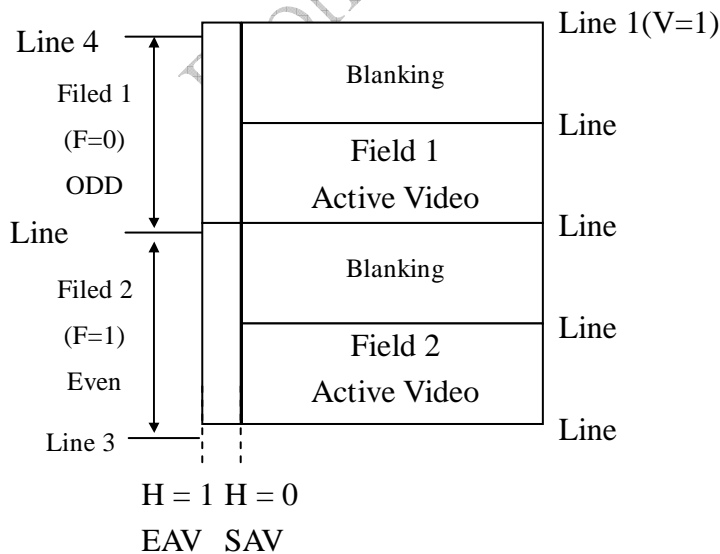 Line 1(V=1)
Line 4
Filed 1
(F=0)
ODD
Blanking
Line
Field 1
Active Video
Line
Line
Filed 2
(F=1)
Even
Blanking
Line
Field 2
Active Video
Line
Line 3
H = 1 H = 0
EAV SAV